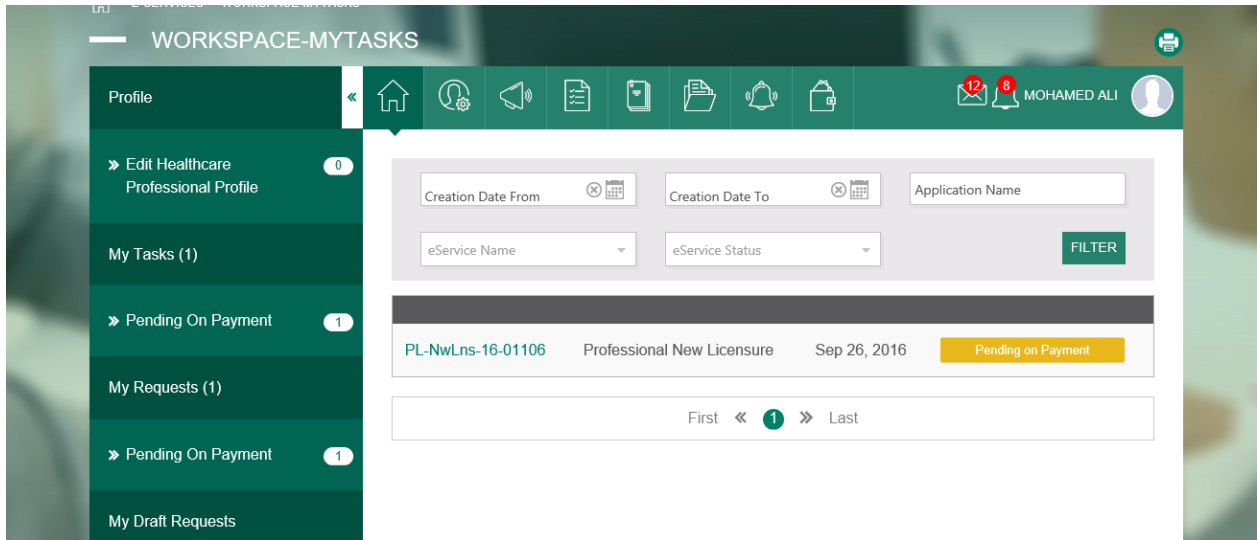 E-SERVICES WORKSPACE-MYTASKS
WORKSPACE-MYTASKS
Profile
12
8
MOHAMED ALI
Edit Healthcare
Professional Profile
0
My Tasks (1)
Pending On Payment
1
My Requests (1)
Pending On Payment
1
My Draft Requests
Creation Date From
Creation Date To
Application Name
eService Name
eService Status
FILTER
PL-NwLns-16-01106 Professional New Licensure Sep 26, 2016 Pending on Payment
First « 1 » Last